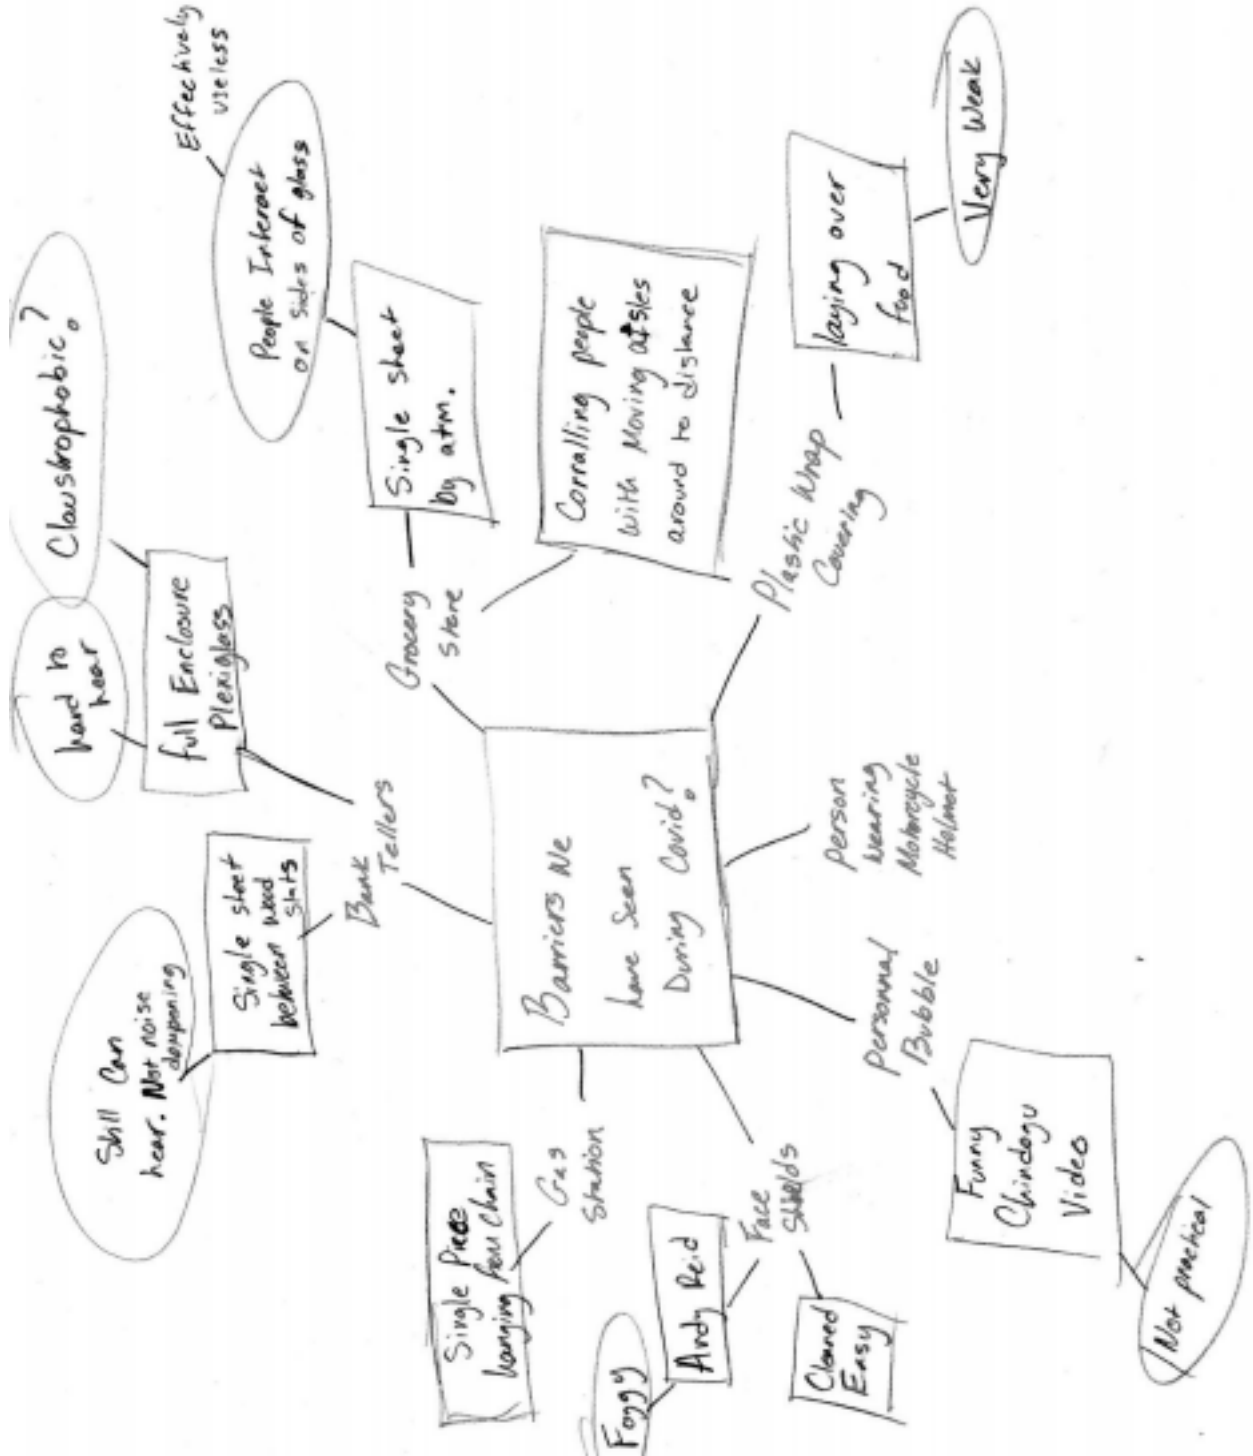 Barriers We
have Seen
During Covid?
Bank
Tellers
full Enclosure
Plexiglass
hard to
hear
Claustrophobic?
Single sheet
between wood
slats
Still Can
hear. Not noise
dampening
Grocery
Store
Single sheet
by atm.
People Interact
on sides of glass
Effectively
useless
Corralling people
with Moving aisles
around to distance
Plastic Wrap
Covering
laying over
food
Very Weak
Person
Wearing
Motorcycle
Helmet
Personnal
Bubble
Funny
Chindogu
Video
Not practical
Face
Shields
Andy Reid
Foggy
Cleaned
Easy
Gas
Station
Single Piece
hanging from chain